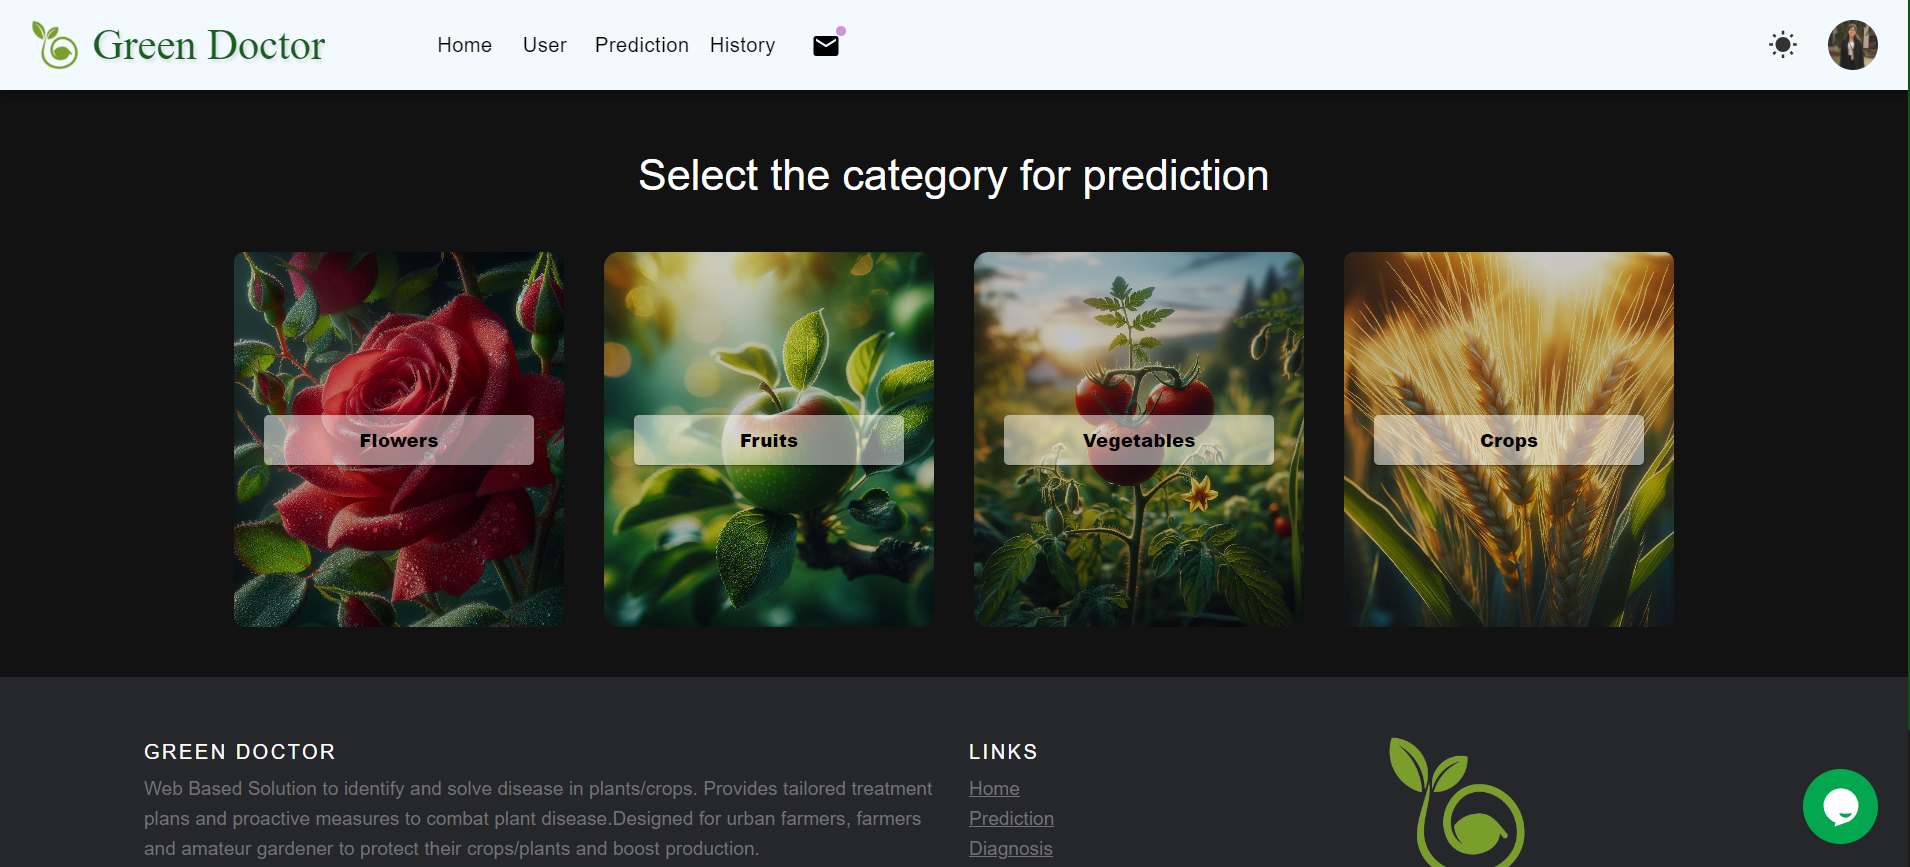 Green Doctor
Home User Prediction History
Select the category for prediction
Flowers Fruits Vegetables Crops
GREEN DOCTOR
Web Based Solution to identify and solve disease in plants/crops. Provides tailored treatment
plans and proactive measures to combat plant disease.Designed for urban farmers, farmers
and amateur gardener to protect their crops/plants and boost production.
LINKS
Home
Prediction
Diagnosis